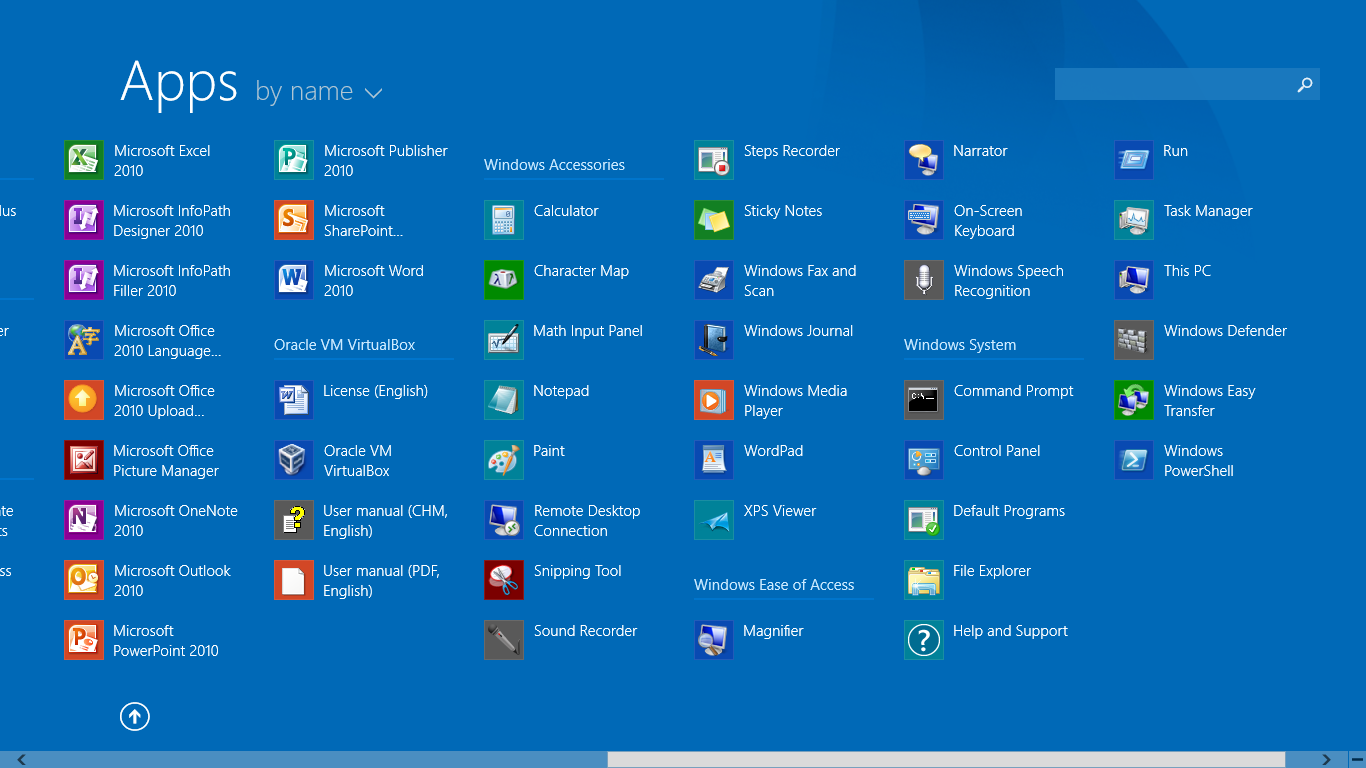 Apps by name
lus
er
ate
ts
ss
Microsoft Excel
2010
Microsoft InfoPath
Designer 2010
Microsoft InfoPath
Filler 2010
Microsoft Office
2010 Language...
Microsoft Office
2010 Upload...
Microsoft Office
Picture Manager
Microsoft OneNote
2010
Microsoft Outlook
2010
Microsoft
PowerPoint 2010
Microsoft Publisher
2010
Microsoft
SharePoint...
Microsoft Word
2010
Oracle VM VirtualBox
License (English)
Oracle VM
VirtualBox
User manual (CHM,
English)
User manual (PDF,
English)
Windows Accessories
Calculator
Character Map
Math Input Panel
Notepad
Paint
Remote Desktop
Connection
Snipping Tool
Sound Recorder
Steps Recorder
Sticky Notes
Windows Fax and
Scan
Windows Journal
Windows Media
Player
WordPad
XPS Viewer
Windows Ease of Access
Magnifier
Narrator
On-Screen
Keyboard
Windows Speech
Recognition
Windows System
Command Prompt
Control Panel
Default Programs
File Explorer
Help and Support
Run
Task Manager
This PC
Windows Defender
Windows Easy
Transfer
Windows
PowerShell